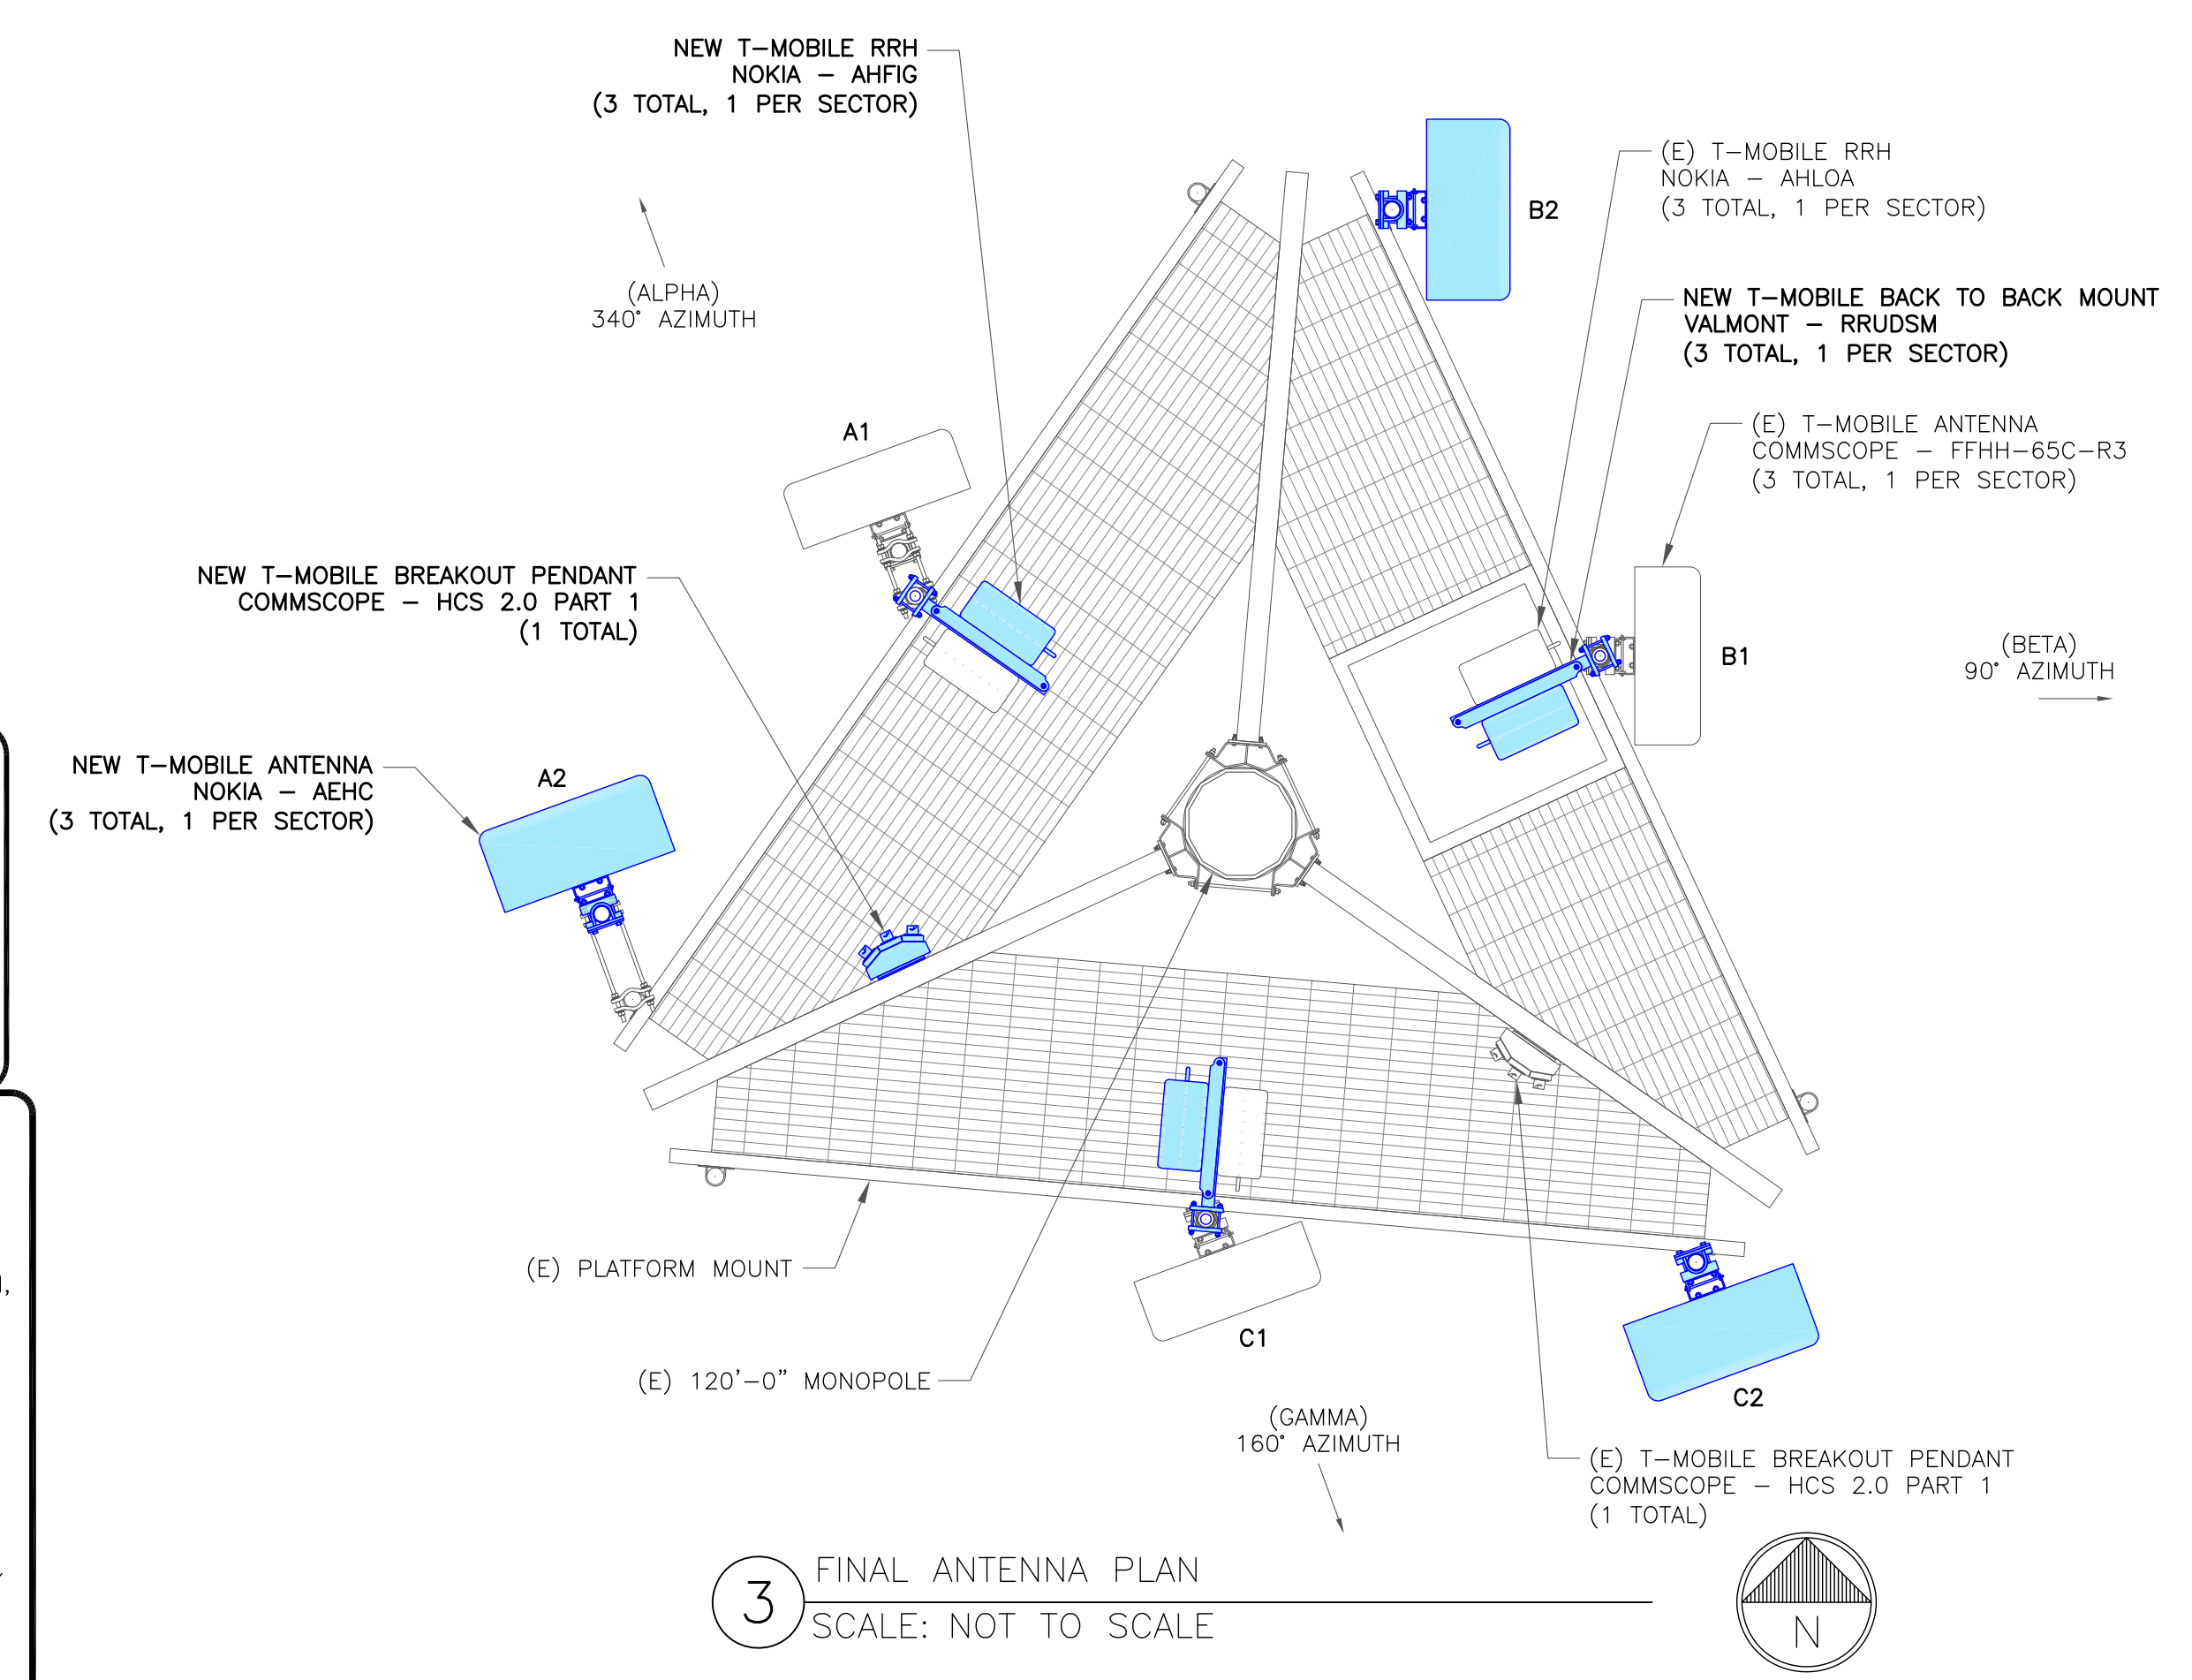 NEW T-MOBILE RRH
NOKIA - AHFIG
(3 TOTAL, 1 PER SECTOR)
(E) T-MOBILE RRH
NOKIA - AHLOA
(3 TOTAL, 1 PER SECTOR)
B2
(ALPHA)
340° AZIMUTH
NEW T-MOBILE BACK TO BACK MOUNT
VALMONT - RRUDSM
(3 TOTAL, 1 PER SECTOR)
A1
(E) T-MOBILE ANTENNA
COMMSCOPE - FFHH-65C-R3
(3 TOTAL, 1 PER SECTOR)
NEW T-MOBILE BREAKOUT PENDANT
COMMSCOPE - HCS 2.0 PART 1
(1 TOTAL)
B1
(BETA)
90° AZIMUTH
NEW T-MOBILE ANTENNA
NOKIA - AEHC
(3 TOTAL, 1 PER SECTOR)
A2
(E) PLATFORM MOUNT
C1
(E) 120'-0" MONOPOLE
C2
(GAMMA)
160° AZIMUTH
(E) T-MOBILE BREAKOUT PENDANT
COMMSCOPE - HCS 2.0 PART 1
(1 TOTAL)
3
FINAL ANTENNA PLAN
SCALE: NOT TO SCALE
N